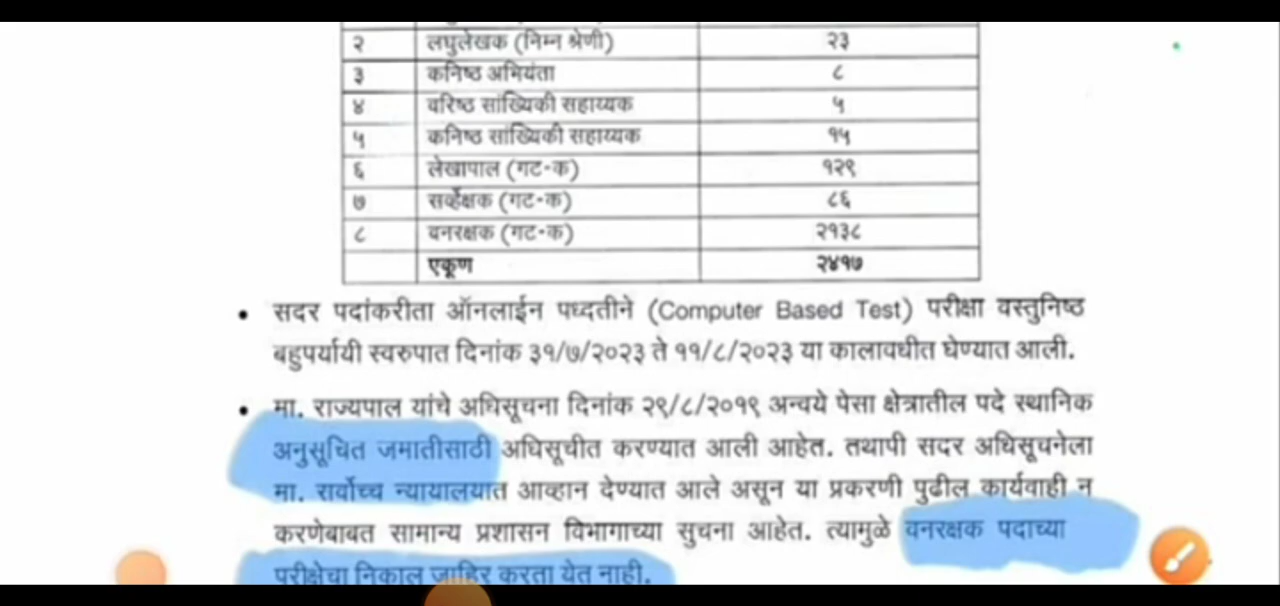 २ लघुलेखक (निम्न श्रेणी) २३
३ कनिष्ठ अभियंता ८
४ वरिष्ठ सांख्यिकी सहाय्यक ५
५ कनिष्ठ सांख्यिकी सहाय्यक १५
६ लेखापाल (गट-क) १२९
७ सर्व्हेक्षक (गट-क) ८६
८ वनरक्षक (गट-क) २१३८
एकूण २४१७
• सदर पदांकरीता ऑनलाईन पध्दतीने (Computer Based Test) परीक्षा वस्तुनिष्ठ
बहुपर्यायी स्वरुपात दिनांक ३१/७/२०२३ ते ११/८/२०२३ या कालावधीत घेण्यात आली.
• मा. राज्यपाल यांचे अधिसूचना दिनांक २९/८/२०१९ अन्वये पेसा क्षेत्रातील पदे स्थानिक
अनुसूचित जमातीसाठी अधिसूचीत करण्यात आली आहेत. तथापी सदर अधिसूचनेला
मा. सर्वोच्च न्यायालयात आव्हान देण्यात आले असून या प्रकरणी पुढील कार्यवाही न
करणेबाबत सामान्य प्रशासन विभागाच्या सुचना आहेत. त्यामुळे वनरक्षक पदाच्या
परीक्षेचा निकाल जाहिर करता येत नाही.